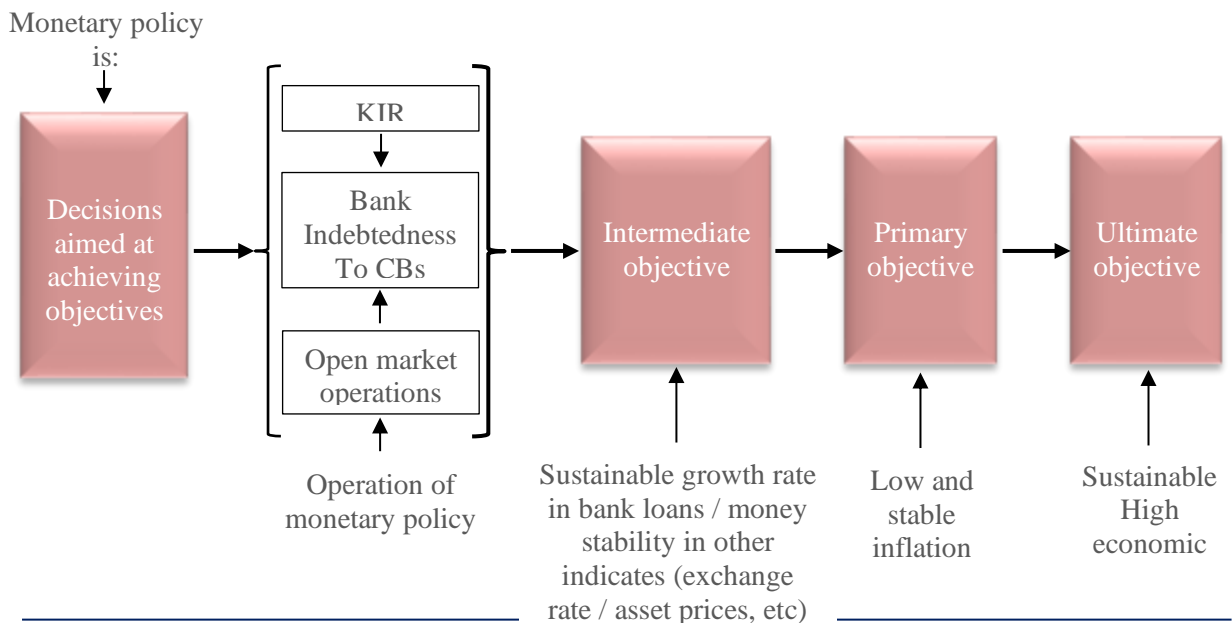 Monetary policy
is:
Decisions
aimed at
achieving
objectives
KIR
Bank
Indebtedness
To CBs
Open market
operations
Operation of
monetary policy
Intermediate
objective
Sustainable growth rate
in bank loans / money
stability in other
indicates (exchange
rate / asset prices, etc)
Primary
objective
Low and
stable
inflation
Ultimate
objective
Sustainable
High
economic